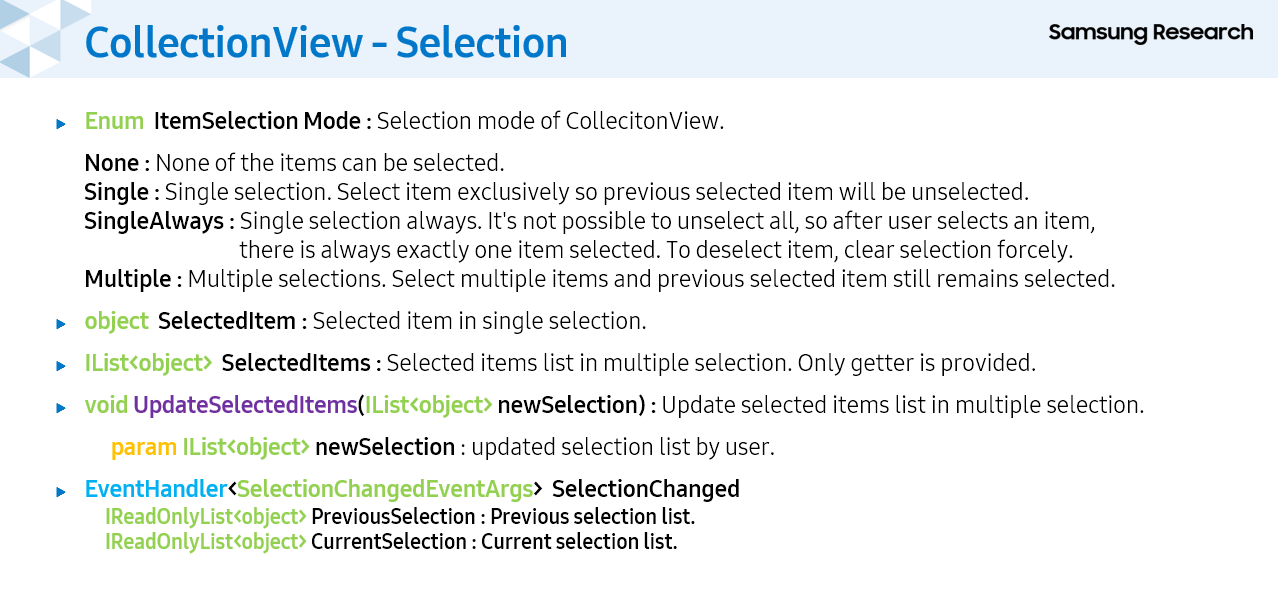 CollectionView - Selection
Samsung Research
Enum ItemSelection Mode : Selection mode of CollecitonView.
None : None of the items can be selected.
Single : Single selection. Select item exclusively so previous selected item will be unselected.
SingleAlways : Single selection always. It's not possible to unselect all, so after user selects an item,
there is always exactly one item selected. To deselect item, clear selection forcely.
Multiple : Multiple selections. Select multiple items and previous selected item still remains selected.
object SelectedItem : Selected item in single selection.
IList<object> SelectedItems : Selected items list in multiple selection. Only getter is provided.
void UpdateSelectedItems(IList<object> newSelection) : Update selected items list in multiple selection.
param IList<object> newSelection : updated selection list by user.
EventHandler<SelectionChangedEventArgs> SelectionChanged
IReadOnlyList<object> PreviousSelection : Previous selection list.
IReadOnlyList<object> CurrentSelection : Current selection list.